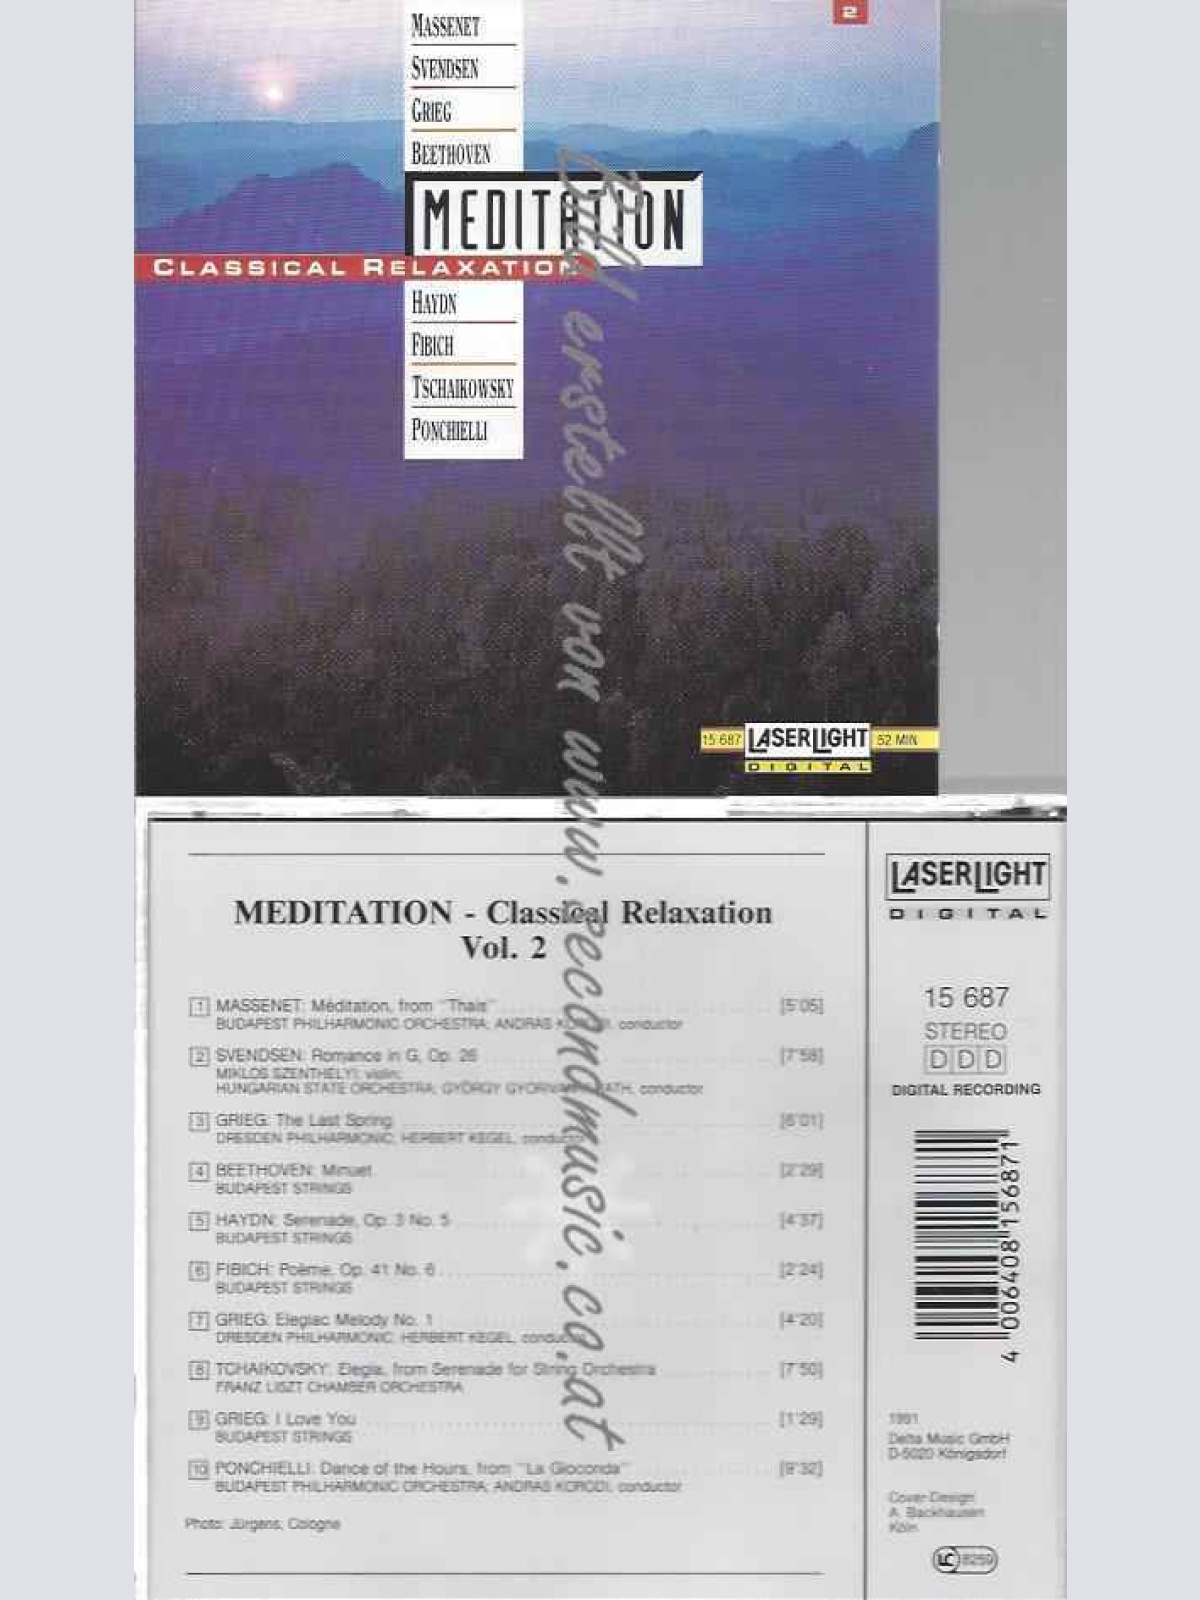 2
MASSENET
SVENDSEN
GRIEG
BEETHOVEN
MEDITATION
CLASSICAL RELAXATION
HAYDN
FIBICH
TSCHAIKOWSKY
PONCHIELLI
15 687 LASERLIGHT 52 MIN
DIGITAL
Bild erstellt von www.secondmusic.co.at
MEDITATION - Classical Relaxation
Vol. 2
1 MASSENET: Méditation, from "Thais" [5'05]
BUDAPEST PHILHARMONIC ORCHESTRA; ANDRAS KORODI, conductor
2 SVENDSEN: Romance in G, Op. 26 [7'58]
MIKLOS SZENTHELYI, violin;
HUNGARIAN STATE ORCHESTRA; GYÖRGY conductor
3 GRIEG: The Last Spring [6'01]
DRESDEN PHILHARMONIC; HERBERT KEGEL, conductor
4 BEETHOVEN: Minuet [2'29]
BUDAPEST STRINGS
5 HAYDN: Serenade, Op. 3 No. 5 [4'37]
BUDAPEST STRINGS
6 FIBICH: Poème, Op. 41 No. 6 [2'24]
BUDAPEST STRINGS
7 GRIEG: Elegiac Melody No. 1 [4'20]
DRESDEN PHILHARMONIC; HERBERT KEGEL, conductor
8 TCHAIKOVSKY: Elegia, from Serenade for String Orchestra [7'50]
FRANZ LISZT CHAMBER ORCHESTRA
9 GRIEG: I Love You [1'29]
BUDAPEST STRINGS
10 PONCHIELLI: Dance of the Hours, from "La Gioconda" [9'32]
BUDAPEST PHILHARMONIC ORCHESTRA; ANDRAS KORODI, conductor
Photo: Jürgens, Cologne
LASERLIGHT
DIGITAL
15 687
STEREO
DDD
DIGITAL RECORDING
4 006408 156871
1991
Delta Music GmbH
D-5020 Königsdorf
Cover-Design
A. Backhausen
Köln
LC 8259